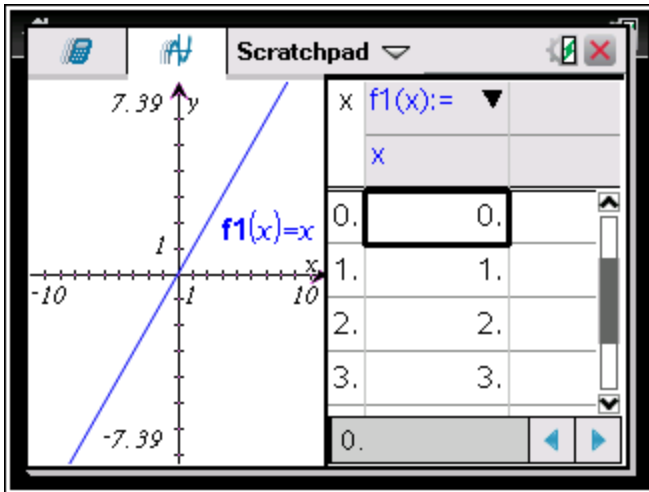 Scratchpad
7.39
y
f1(x)=x
1
x
-10
-1
10
-7.39
x f1(x):=
x
0. 0.
1. 1.
2. 2.
3. 3.
0.